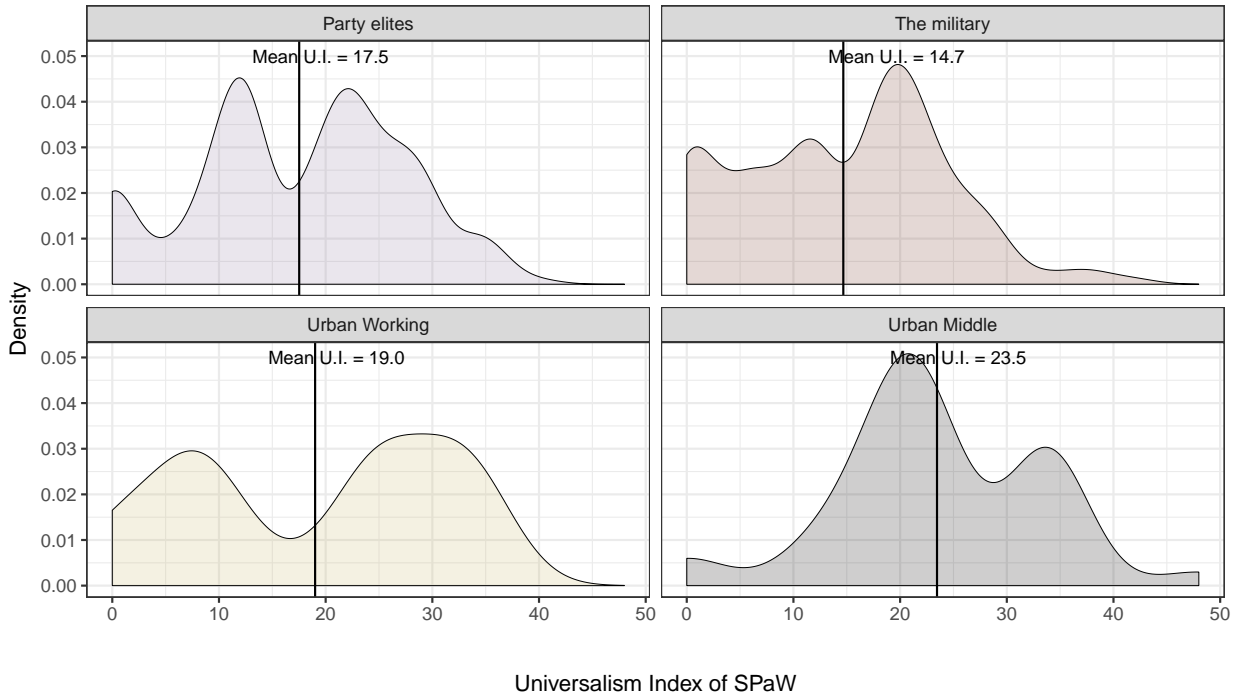 Party elites
The military
Mean U.I. = 17.5
Mean U.I. = 14.7
0.05
0.04
0.03
0.02
0.01
0.00
Density
Urban Working
Urban Middle
Mean U.I. = 19.0
Mean U.I. = 23.5
0.05
0.04
0.03
0.02
0.01
0.00
0 10 20 30 40 50
0 10 20 30 40 50
Universalism Index of SPaW